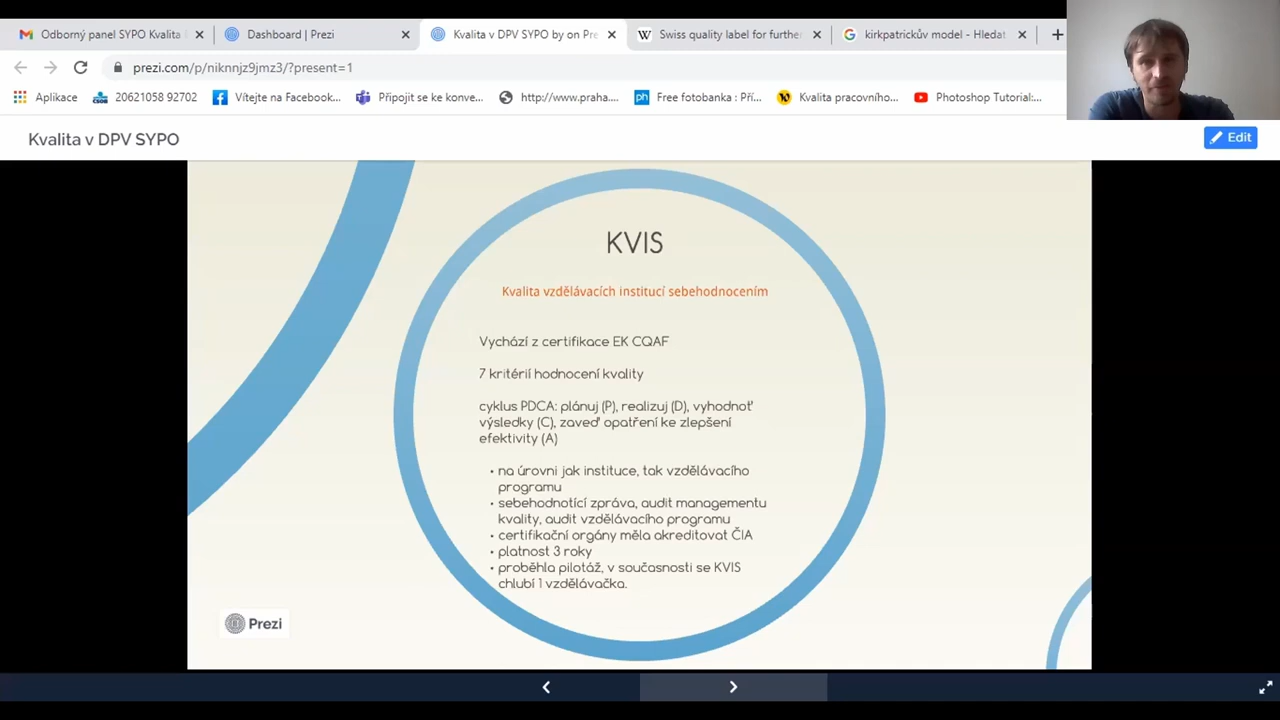 Odborný panel SYPO Kvalita
Dashboard | Prezi
Kvalita v DPV SYPO by on Pre
Swiss quality label for further
kirkpatrickův model - Hledat
prezi.com/p/niknnjz9jmz3/?present=1
Aplikace
20621058 92702
Vítejte na Facebook...
Připojit se ke konve...
http://www.praha....
Free fotobanka : Pří...
Kvalita pracovního...
Photoshop Tutorial:...
Kvalita v DPV SYPO
Edit
KVIS
Kvalita vzdělávacích institucí sebehodnocením
Vychází z certifikace EK CQAF
7 kritérií hodnocení kvality
cyklus PDCA: plánuj (P), realizuj (D), vyhodnoť
výsledky (C), zaveď opatření ke zlepšení
efektivity (A)
• na úrovni jak instituce, tak vzdělávacího
programu
• sebehodnotící zpráva, audit managementu
kvality, audit vzdělávacího programu
• certifikační orgány měla akreditovat ČIA
• platnost 3 roky
• proběhla pilotáž, v současnosti se KVIS
chlubí 1 vzdělávačka.
Prezi